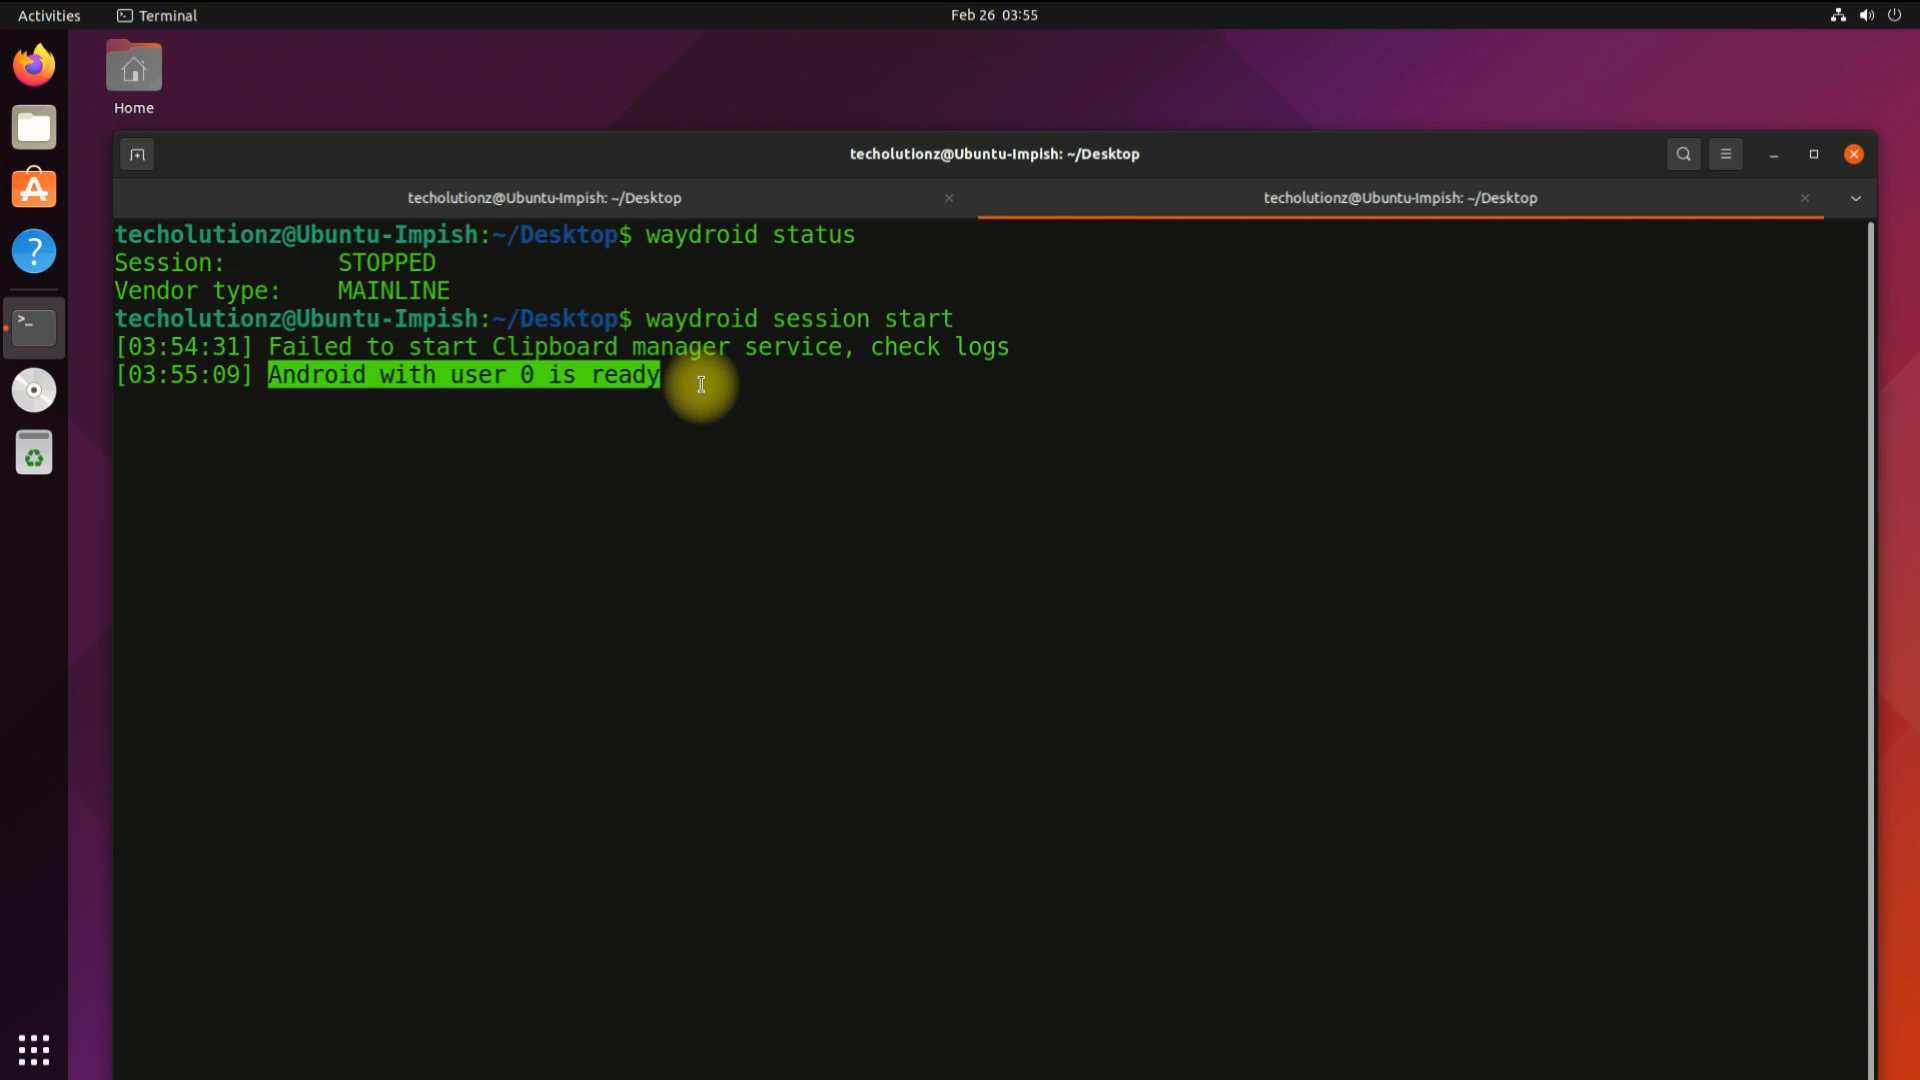 Activities
Terminal
Feb 26 03:55
Home
techolutionz@Ubuntu-Impish: ~/Desktop
techolutionz@Ubuntu-Impish: ~/Desktop
techolutionz@Ubuntu-Impish: ~/Desktop
techolutionz@Ubuntu-Impish:~/Desktop$ waydroid status
Session: STOPPED
Vendor type: MAINLINE
techolutionz@Ubuntu-Impish:~/Desktop$ waydroid session start
[03:54:31] Failed to start Clipboard manager service, check logs
[03:55:09] Android with user 0 is ready